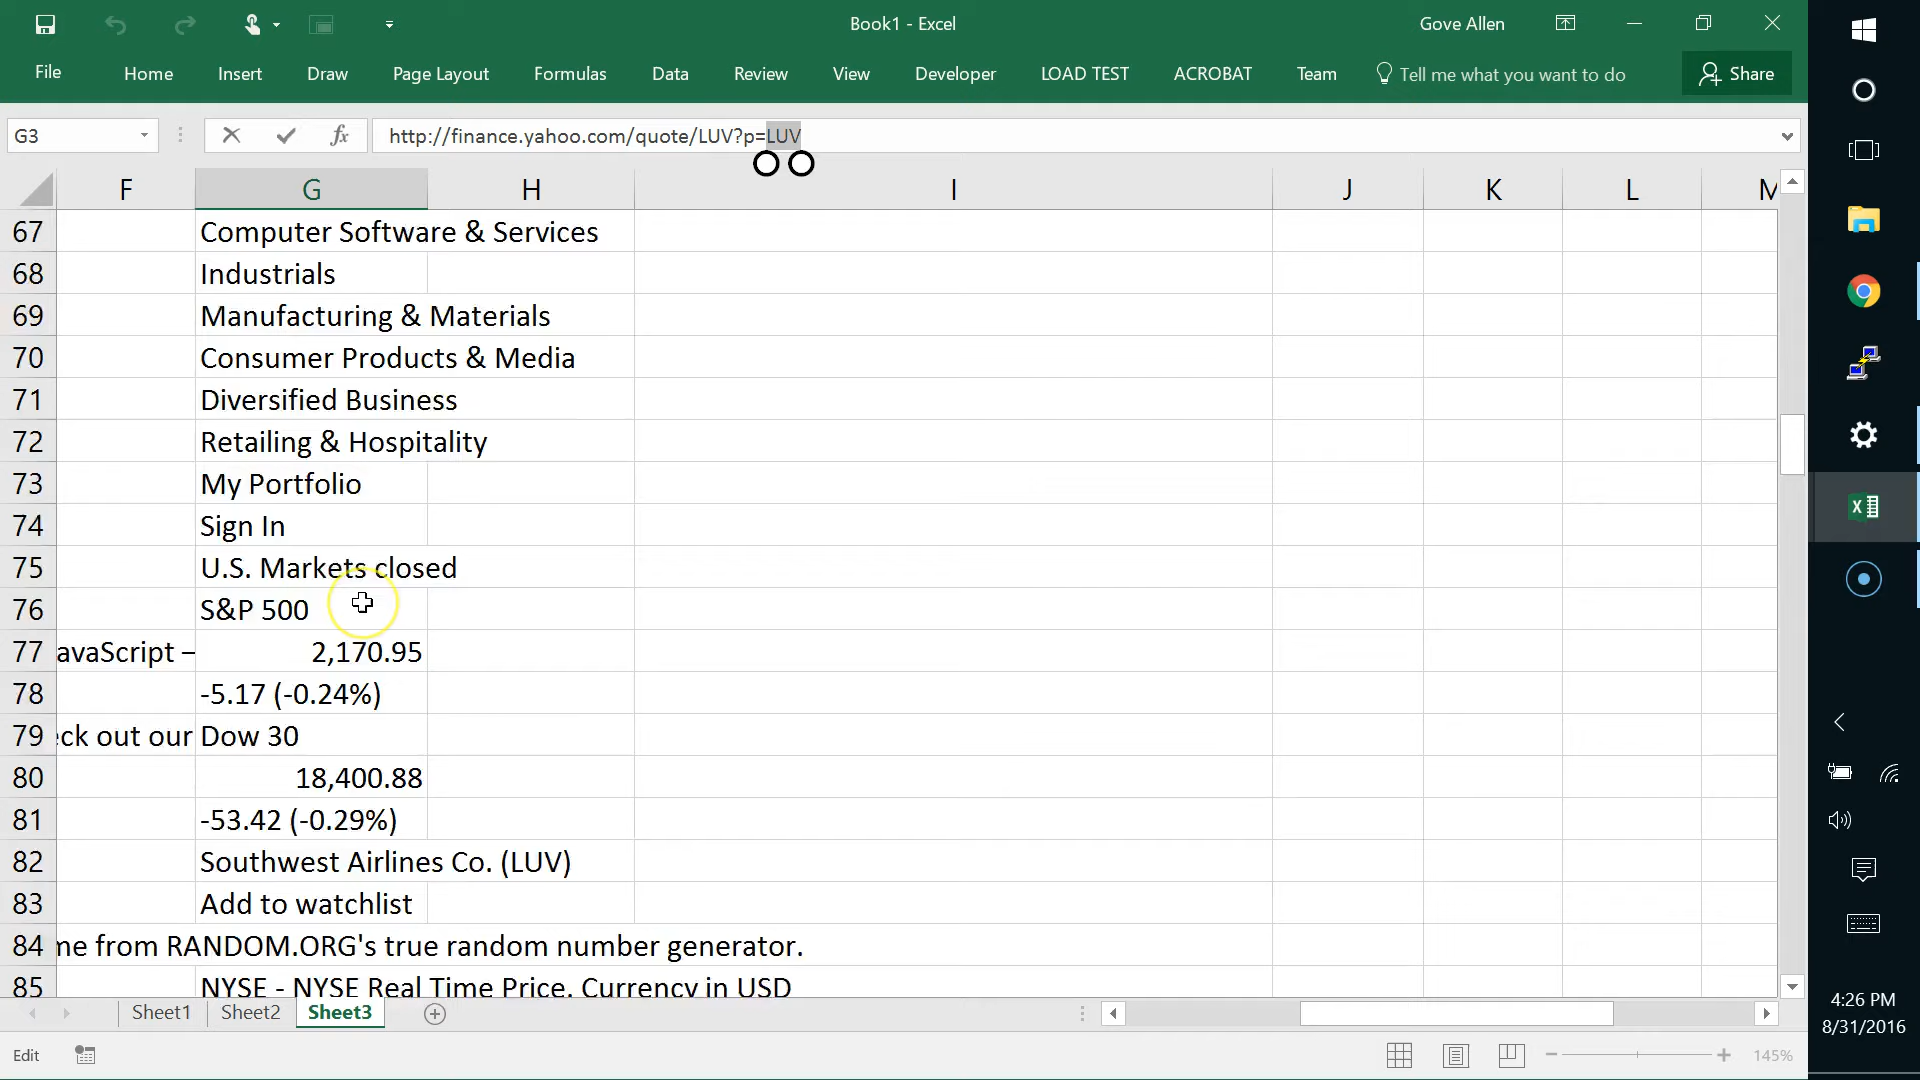 Book1 - Excel
Gove Allen
File
Home
Insert
Draw
Page Layout
Formulas
Data
Review
View
Developer
LOAD TEST
ACROBAT
Team
Tell me what you want to do
Share
G3
fx
http://finance.yahoo.com/quote/LUV?p=LUV
F G H I J K L M
67 Computer Software & Services
68 Industrials
69 Manufacturing & Materials
70 Consumer Products & Media
71 Diversified Business
72 Retailing & Hospitality
73 My Portfolio
74 Sign In
75 U.S. Markets closed
76 S&P 500
77 avaScript – 2,170.95
78 -5.17 (-0.24%)
79 ck out our Dow 30
80 18,400.88
81 -53.42 (-0.29%)
82 Southwest Airlines Co. (LUV)
83 Add to watchlist
84 me from RANDOM.ORG's true random number generator.
85 NYSE - NYSE Real Time Price. Currency in USD
Sheet1
Sheet2
Sheet3
Edit
145%
4:26 PM
8/31/2016